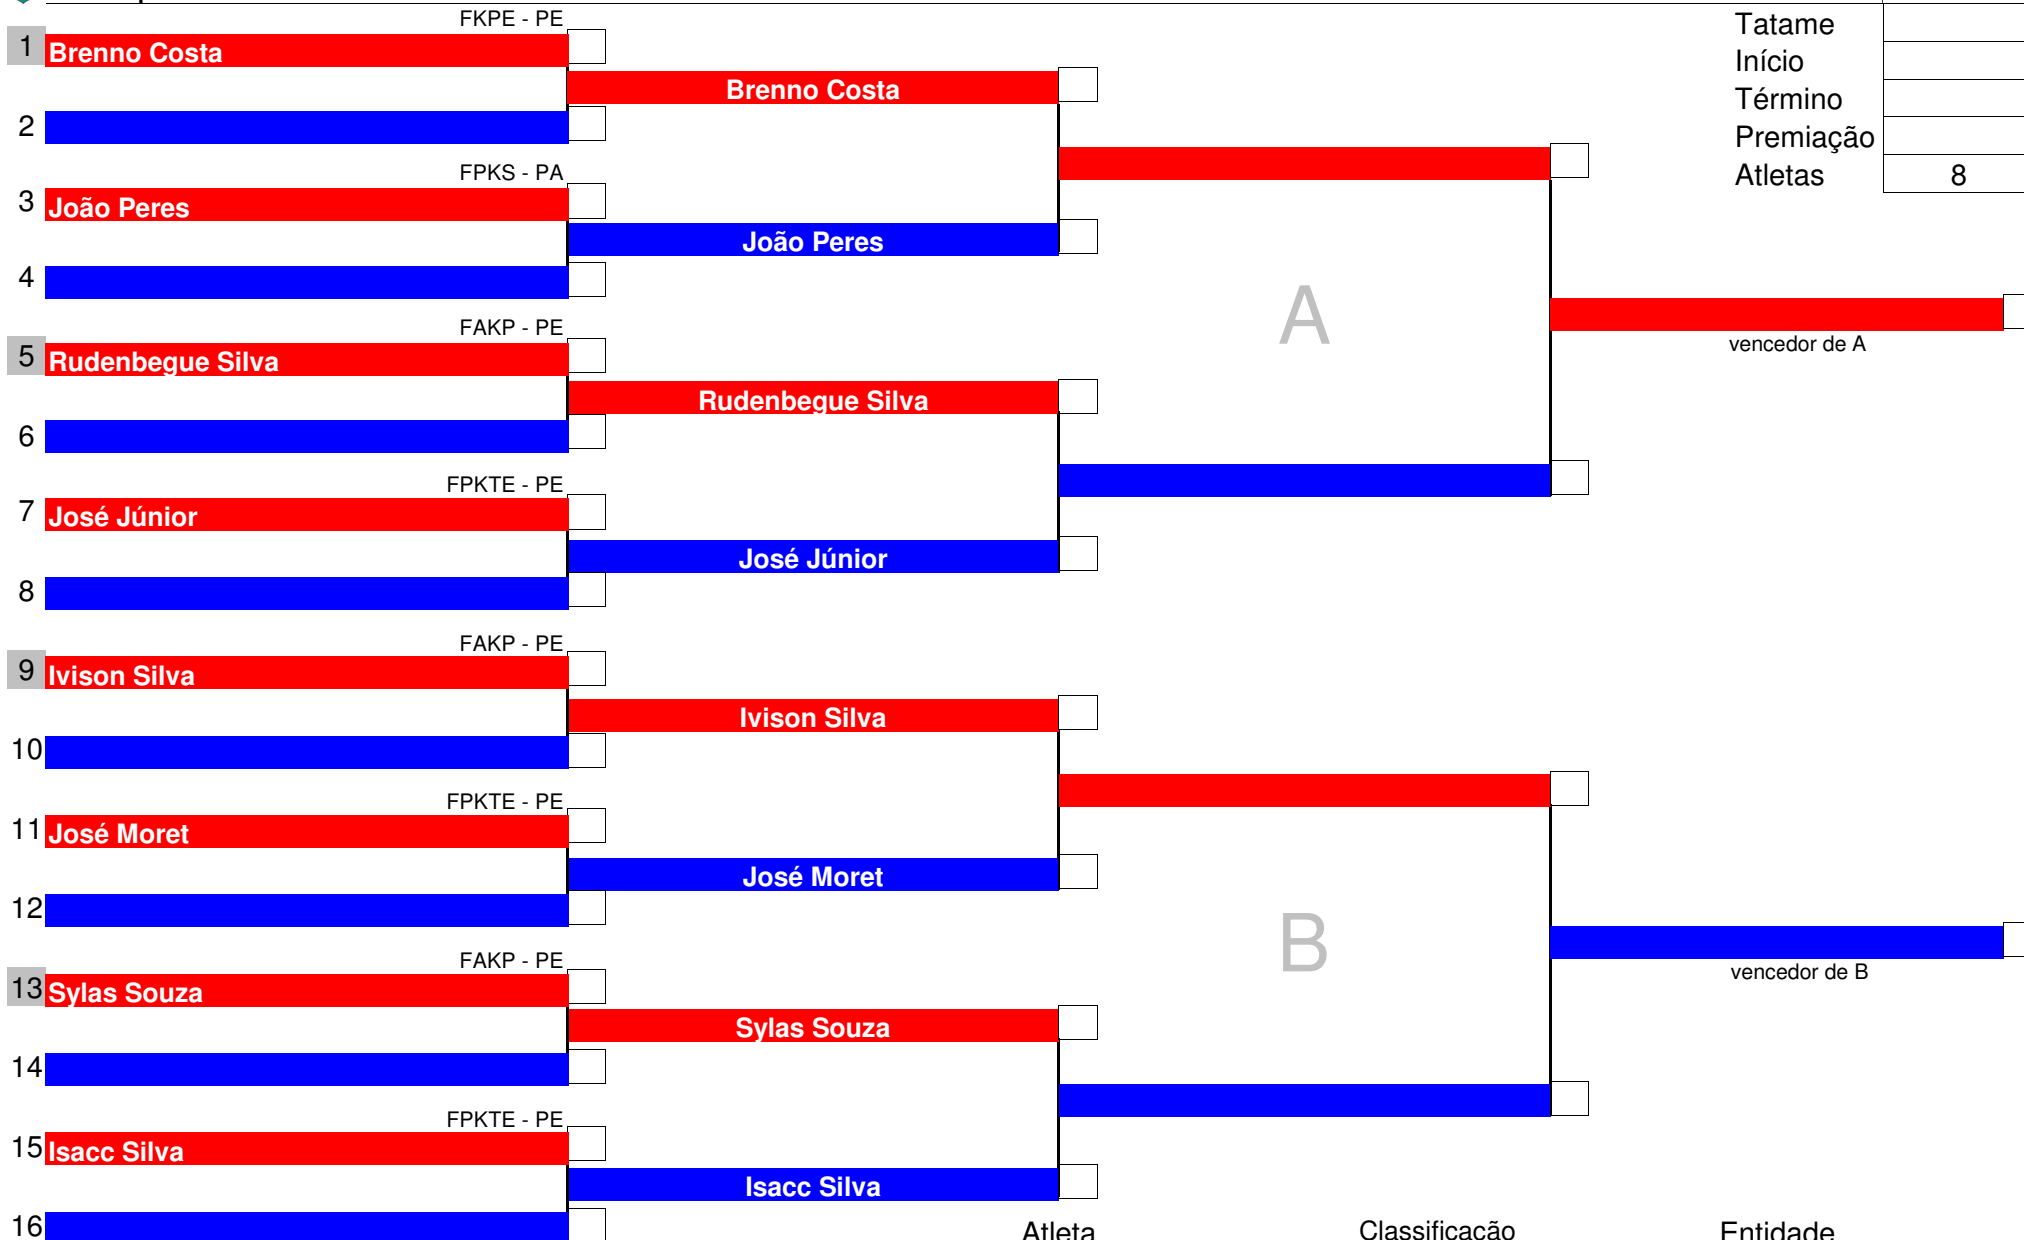 FKPE - PE
Tatame
1 Brenno Costa
Início
Brenno Costa
Término
2
Premiação
FPKS - PA
Atletas 8
3 João Peres
João Peres
4
A
FAKP - PE
vencedor de A
5 Rudenbegue Silva
Rudenbegue Silva
6
FPKTE - PE
7 José Júnior
José Júnior
8
FAKP - PE
9 Ivison Silva
Ivison Silva
10
FPKTE - PE
11 José Moret
José Moret
12
B
FAKP - PE
vencedor de B
13 Sylas Souza
Sylas Souza
14
FPKTE - PE
15 Isacc Silva
Isacc Silva
16
Atleta Classificação Entidade